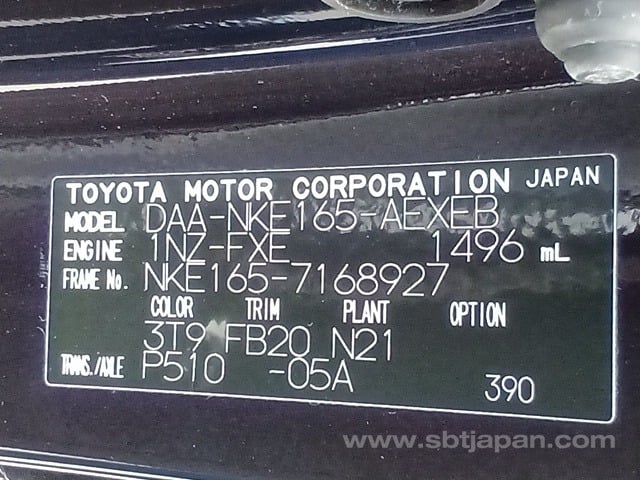 TOYOTA MOTOR CORPORATION JAPAN
MODEL DAA-NKE165-AEXEB
ENGINE 1NZ-FXE 1496 mL
FRAME No. NKE165-7168927
COLOR TRIM PLANT OPTION
3T9 FB20 N21
TRANS./AXLE P510 -05A
390
www.sbtjapan.com